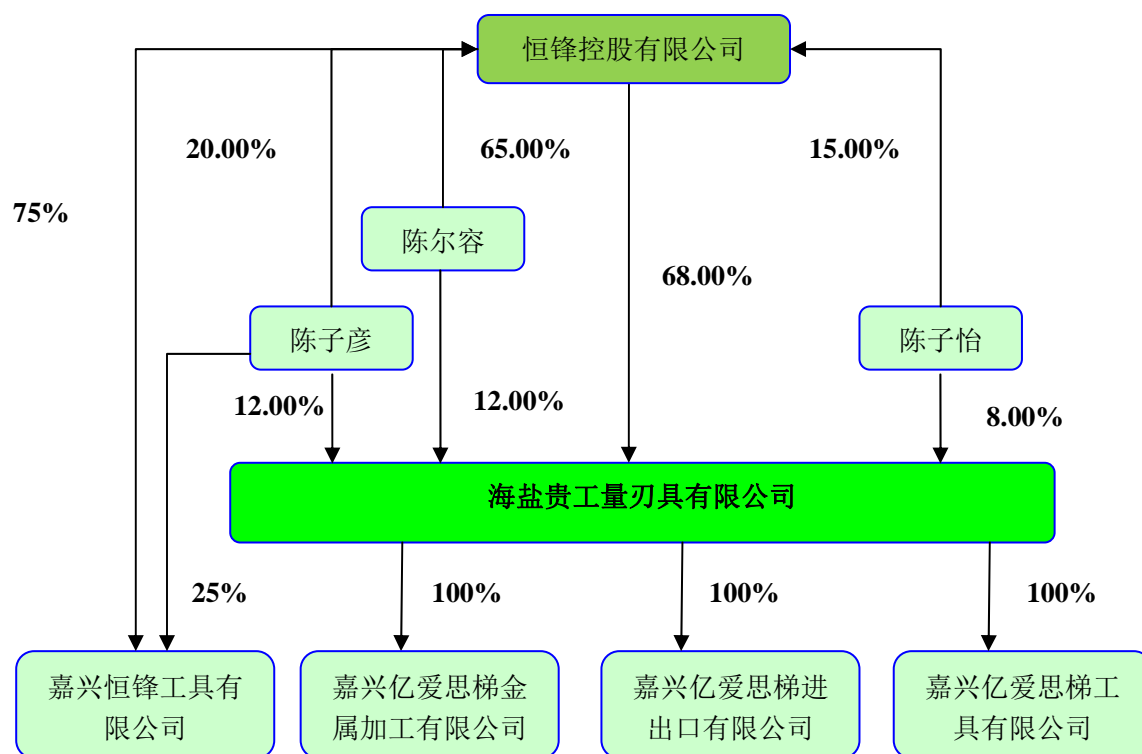 恒锋控股有限公司
20.00%
65.00%
15.00%
75%
陈尔容
68.00%
陈子彦
陈子怡
12.00%
12.00%
8.00%
海盐贵工量刃具有限公司
25%
100%
100%
100%
嘉兴恒锋工具有
限公司
嘉兴亿爱思梯金
属加工有限公司
嘉兴亿爱思梯进
出口有限公司
嘉兴亿爱思梯工
具有限公司